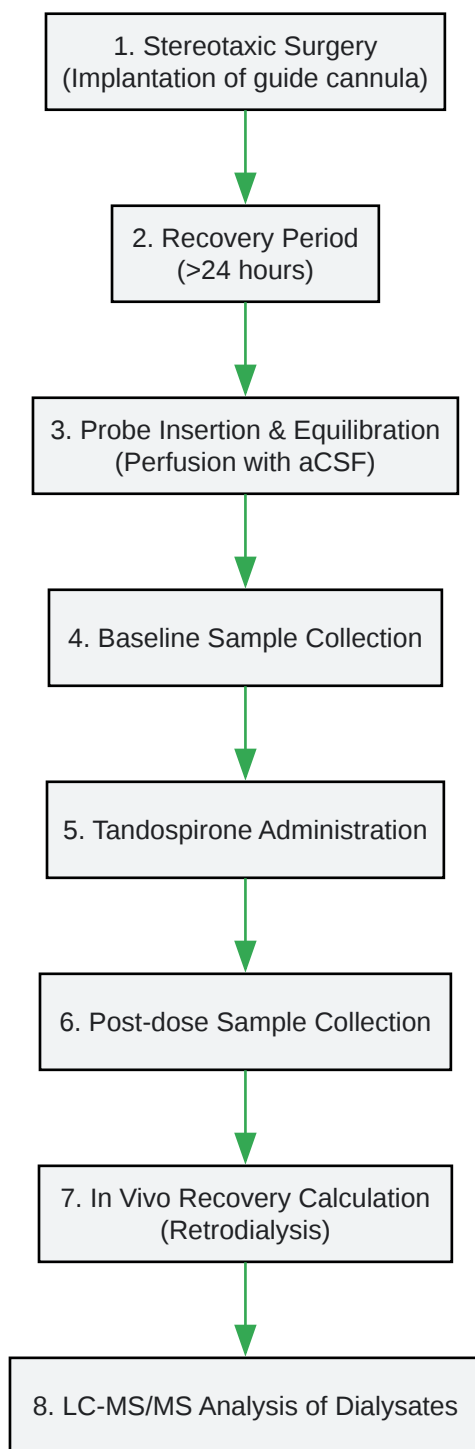 1. Stereotaxic Surgery
(Implantation of guide cannula)
2. Recovery Period
(>24 hours)
3. Probe Insertion & Equilibration
(Perfusion with aCSF)
4. Baseline Sample Collection
5. Tandospirone Administration
6. Post-dose Sample Collection
7. In Vivo Recovery Calculation
(Retrodialysis)
8. LC-MS/MS Analysis of Dialysates